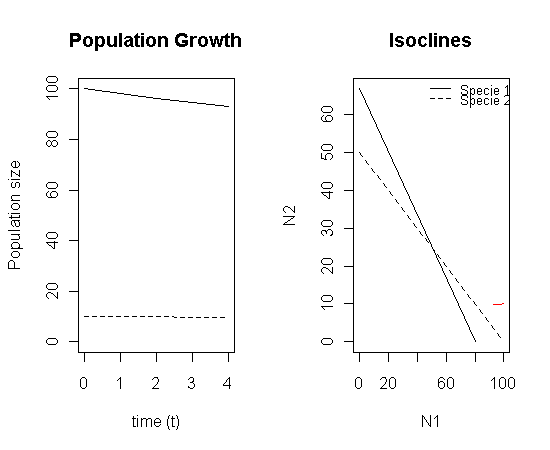 Population Growth
Population size
100
80
60
40
20
0
0 1 2 3 4
time (t)
Isoclines
Specie 1
Specie 2
N2
60
50
40
30
20
10
0
0 20 60 100
N1